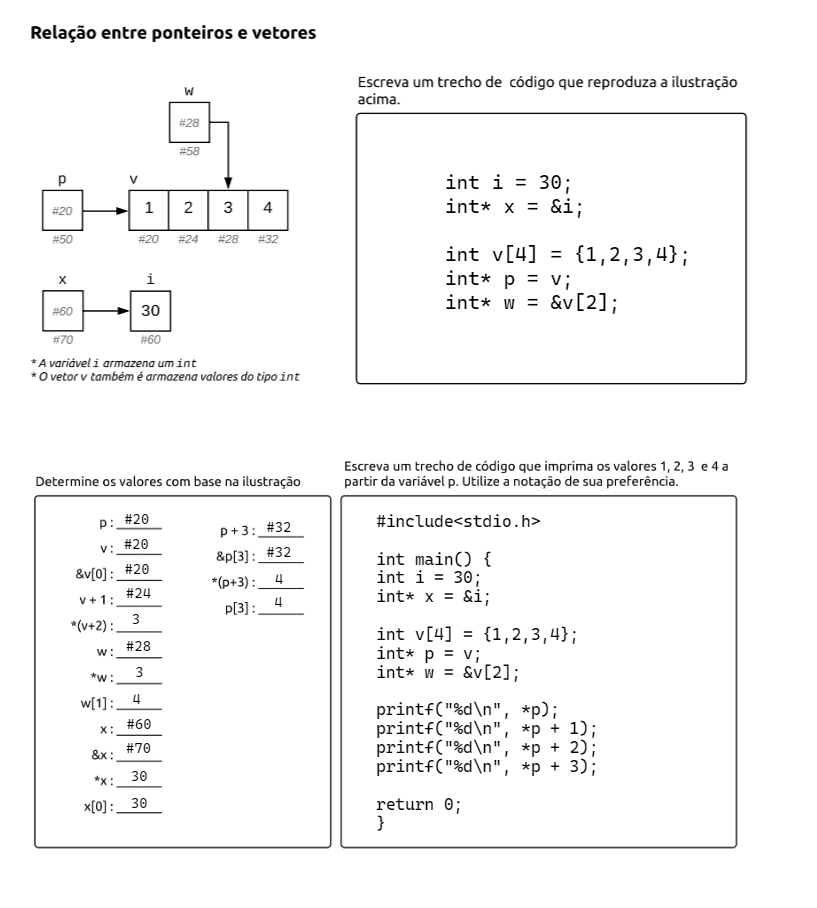 Relação entre ponteiros e vetores
w
#28
#58
p
v
#20
1 2 3 4
#50
#20 #24 #28 #32
x
i
#60
30
#70
#60
* A variável i armazena um int
* O vetor v também é armazena valores do tipo int
Escreva um trecho de código que reproduza a ilustração
acima.
int i = 30;
int* x = &i;
int v[4] = {1,2,3,4};
int* p = v;
int* w = &v[2];
Determine os valores com base na ilustração
p: #20
v: #20
&v[0]: #20
v + 1: #24
*(v+2): 3
w: #28
*w: 3
w[1]: 4
x: #60
&x: #70
*x: 30
x[0]: 30
p + 3: #32
&p[3]: #32
*(p+3): 4
p[3]: 4
Escreva um trecho de código que imprima os valores 1, 2, 3 e 4 a
partir da variável p. Utilize a notação de sua preferência.
#include<stdio.h>
int main() {
int i = 30;
int* x = &i;
int v[4] = {1,2,3,4};
int* p = v;
int* w = &v[2];
printf("%d\n", *p);
printf("%d\n", *p + 1);
printf("%d\n", *p + 2);
printf("%d\n", *p + 3);
return 0;
}